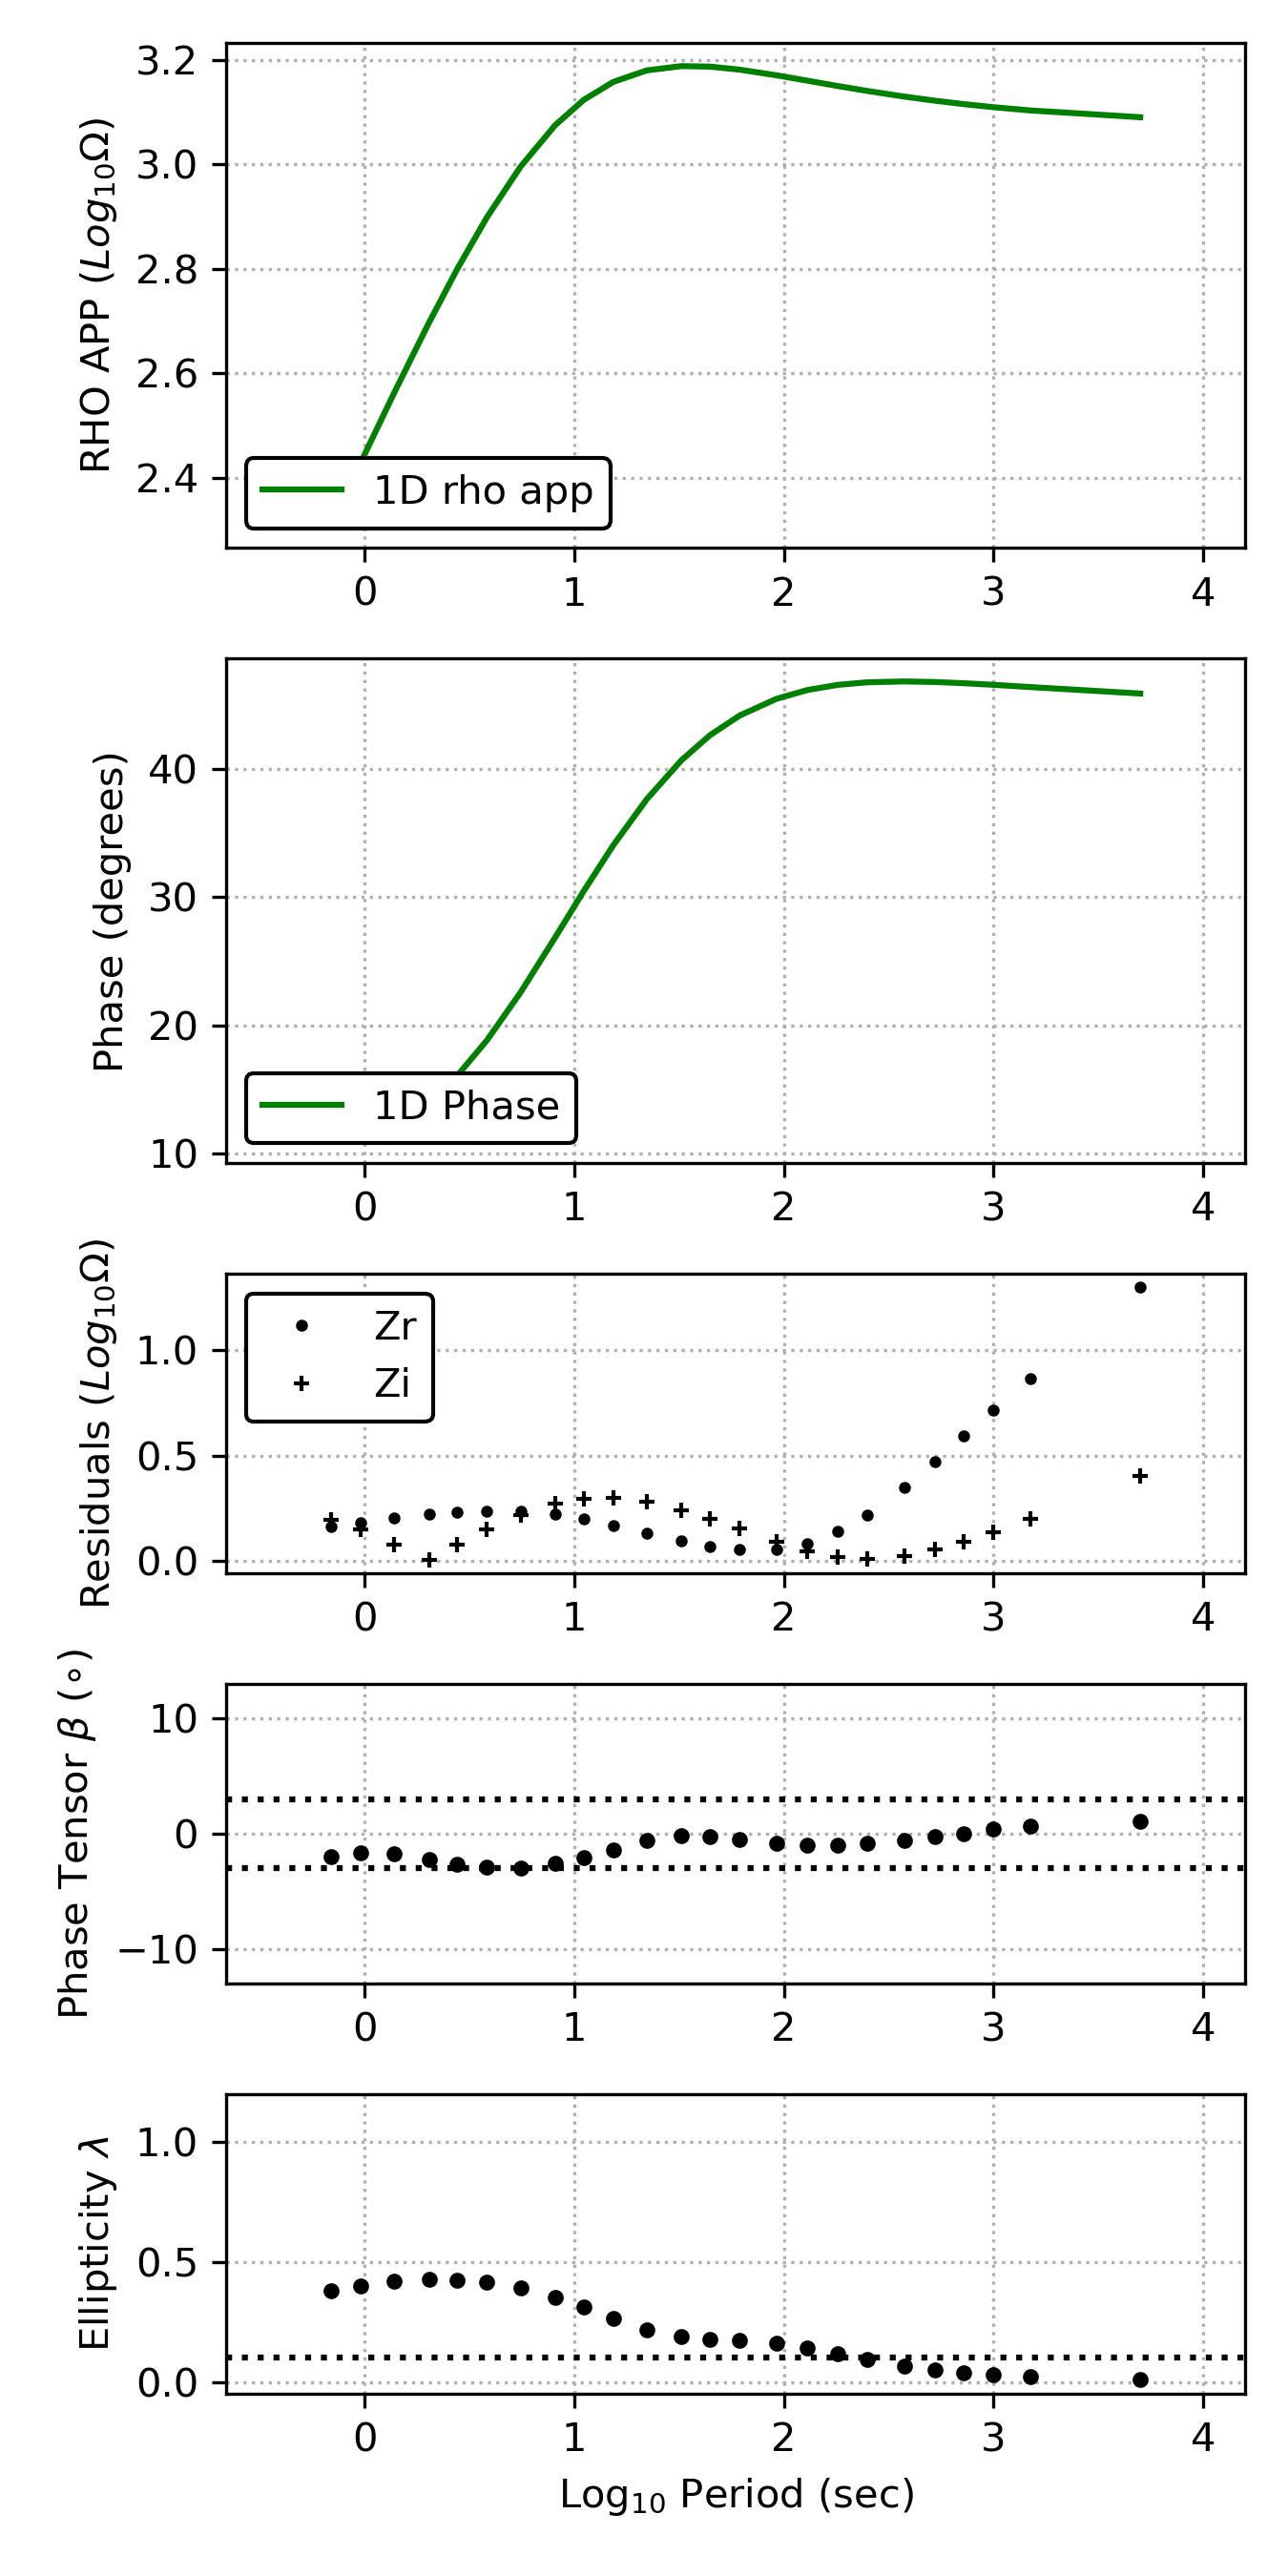 RHO APP (Log₁₀Ω)
3.2
3.0
2.8
2.6
2.4
1D rho app
0 1 2 3 4
Phase (degrees)
40
30
20
10
1D Phase
0 1 2 3 4
Residuals (Log₁₀Ω)
1.0
0.5
0.0
Zr
Zi
0 1 2 3 4
Phase Tensor β (∘)
10
0
−10
0 1 2 3 4
Ellipticity λ
1.0
0.5
0.0
0 1 2 3 4
Log₁₀ Period (sec)